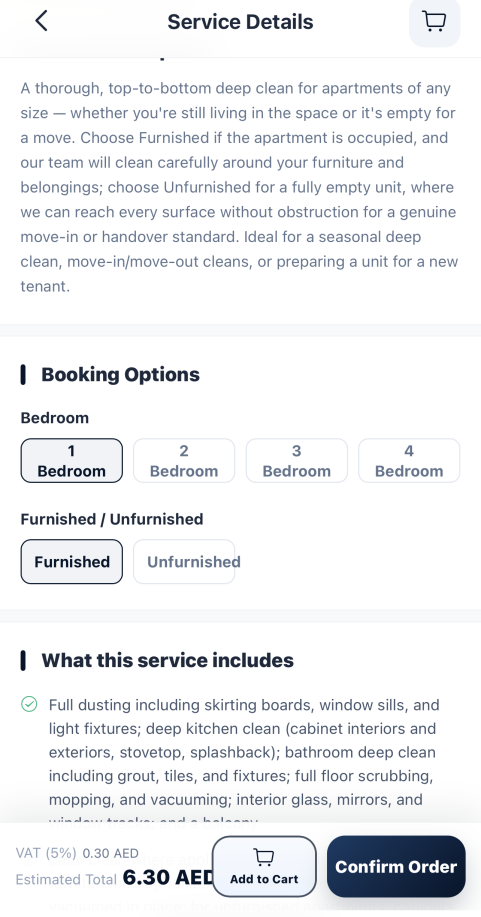 Service Details
A thorough, top-to-bottom deep clean for apartments of any
size — whether you're still living in the space or it's empty for
a move. Choose Furnished if the apartment is occupied, and
our team will clean carefully around your furniture and
belongings; choose Unfurnished for a fully empty unit, where
we can reach every surface without obstruction for a genuine
move-in or handover standard. Ideal for a seasonal deep
clean, move-in/move-out cleans, or preparing a unit for a new
tenant.
Booking Options
Bedroom
1
Bedroom
2
Bedroom
3
Bedroom
4
Bedroom
Furnished / Unfurnished
Furnished
Unfurnished
What this service includes
Full dusting including skirting boards, window sills, and
light fixtures; deep kitchen clean (cabinet interiors and
exteriors, stovetop, splashback); bathroom deep clean
including grout, tiles, and fixtures; full floor scrubbing,
mopping, and vacuuming; interior glass, mirrors, and
window tracks; and a balcony
VAT (5%) 0.30 AED
Estimated Total 6.30 AED
Add to Cart
Confirm Order